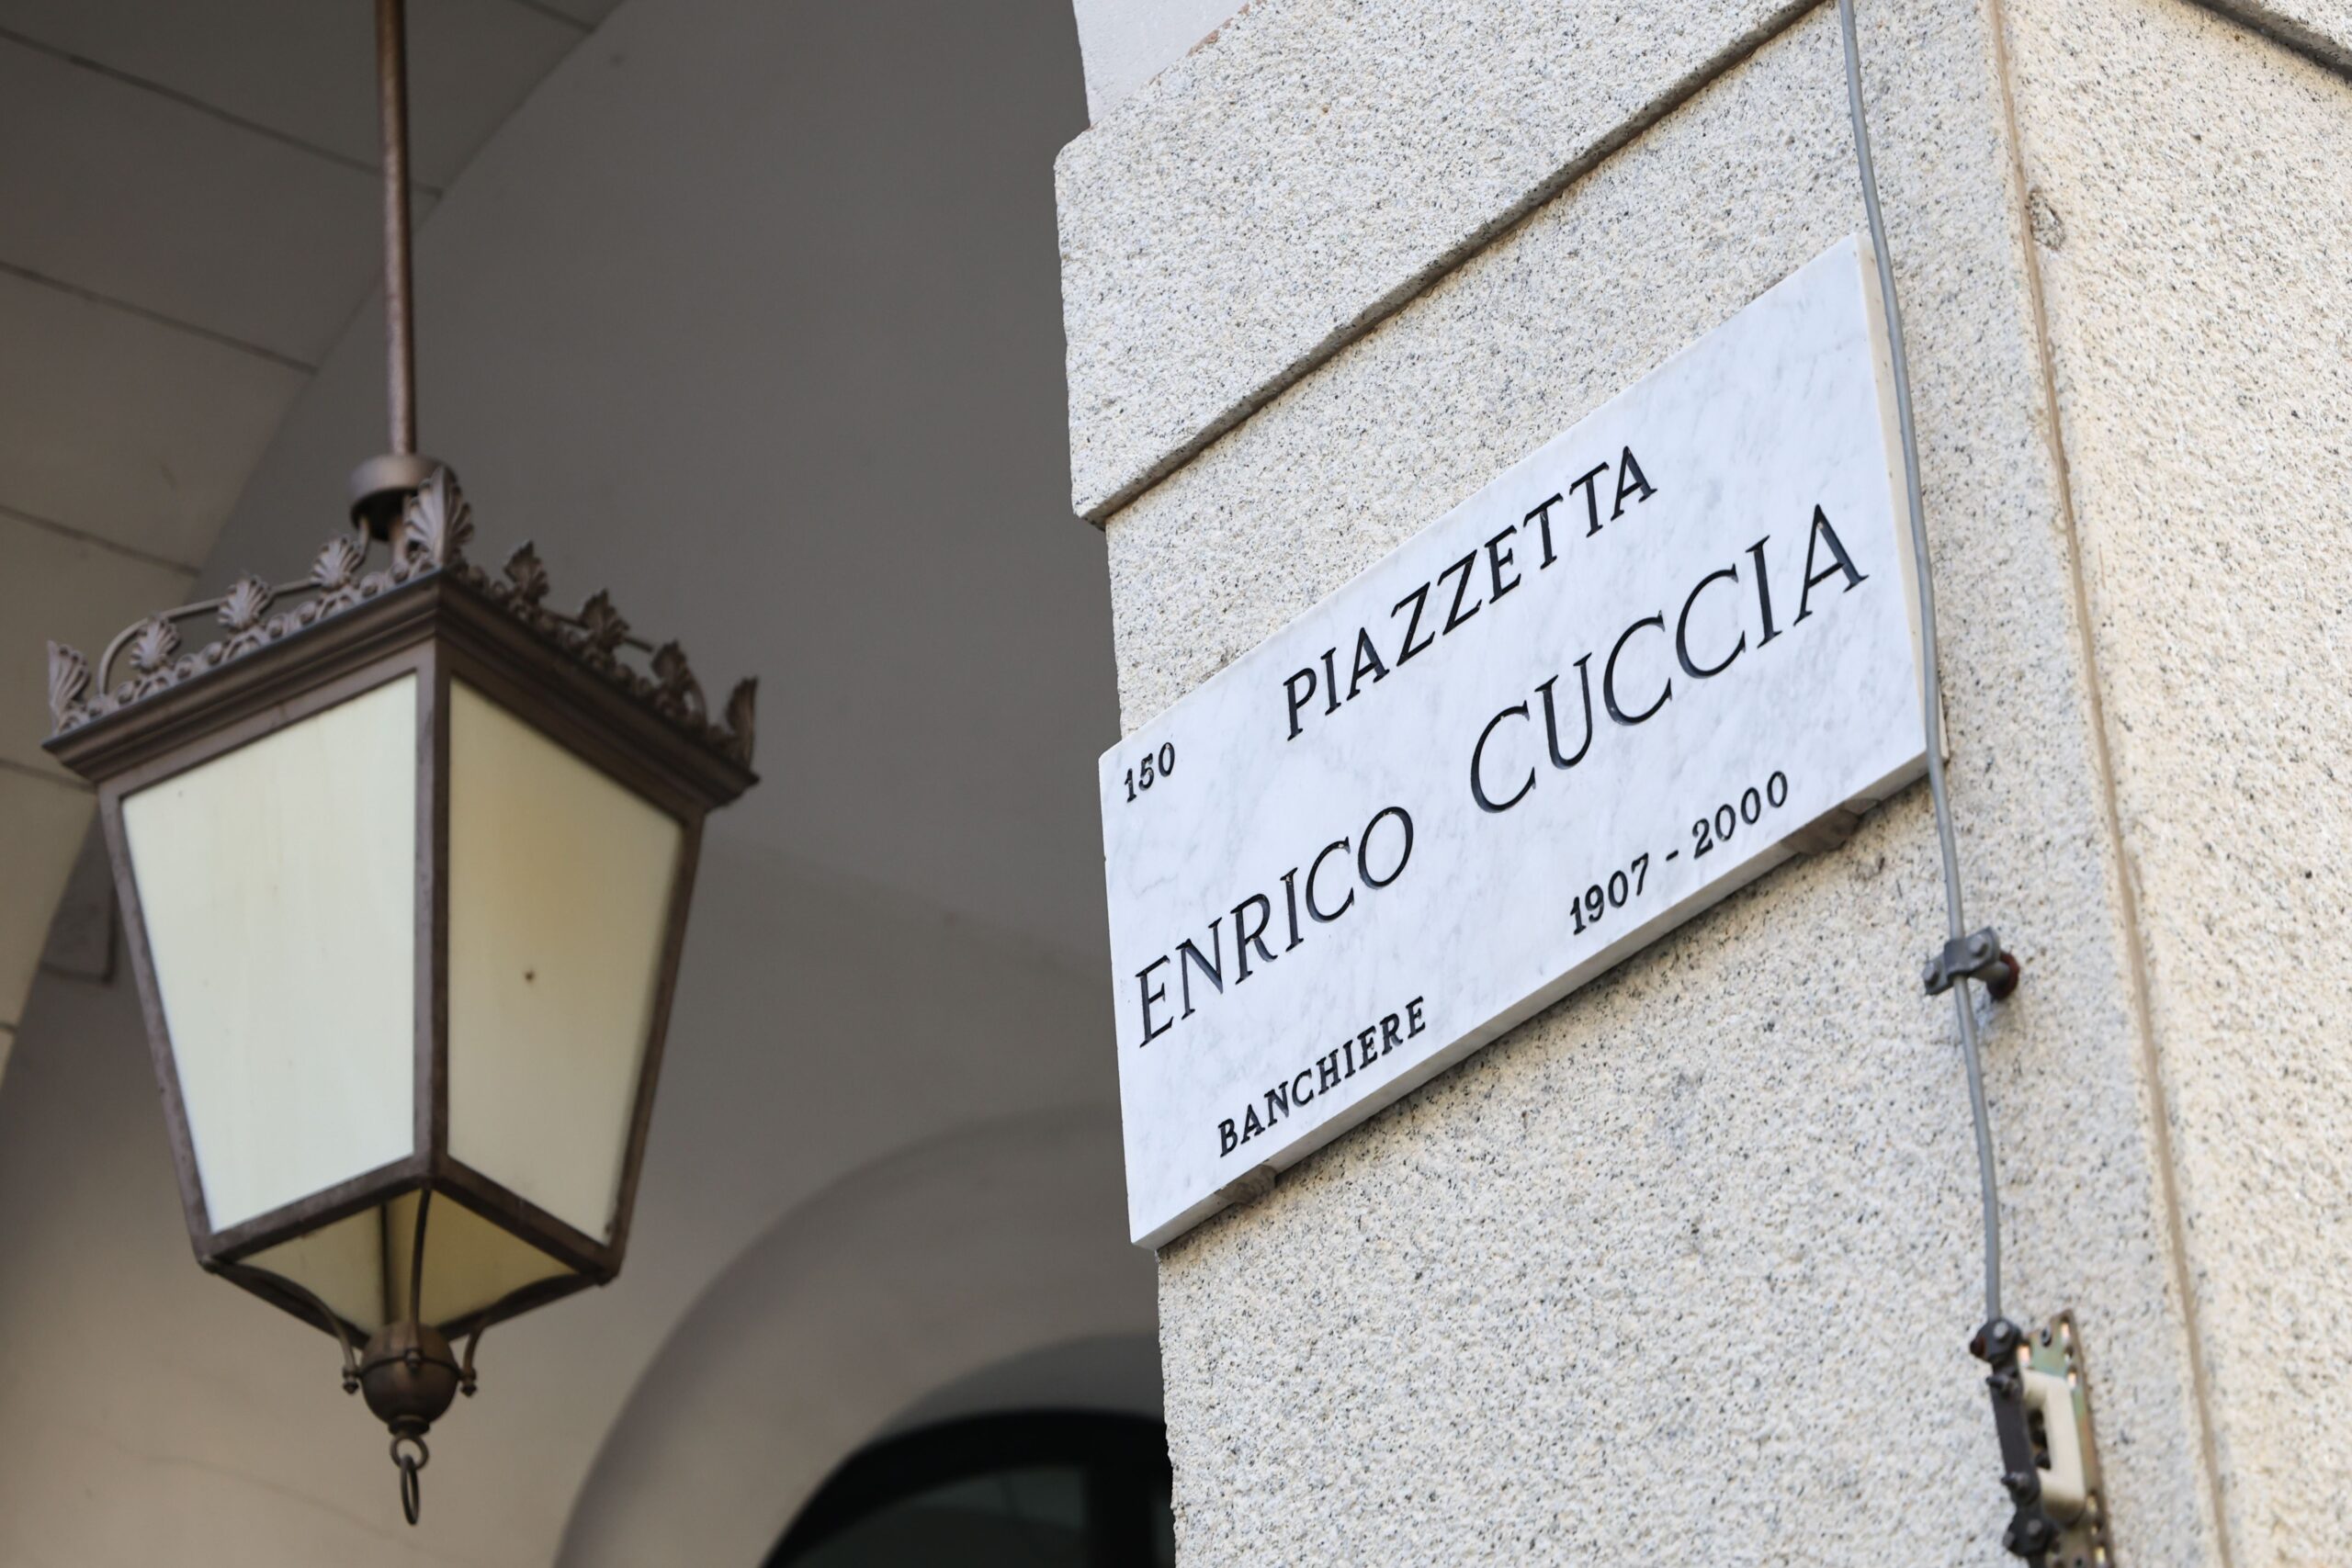 150
PIAZZETTA
ENRICO CUCCIA
BANCHIERE 1907 - 2000